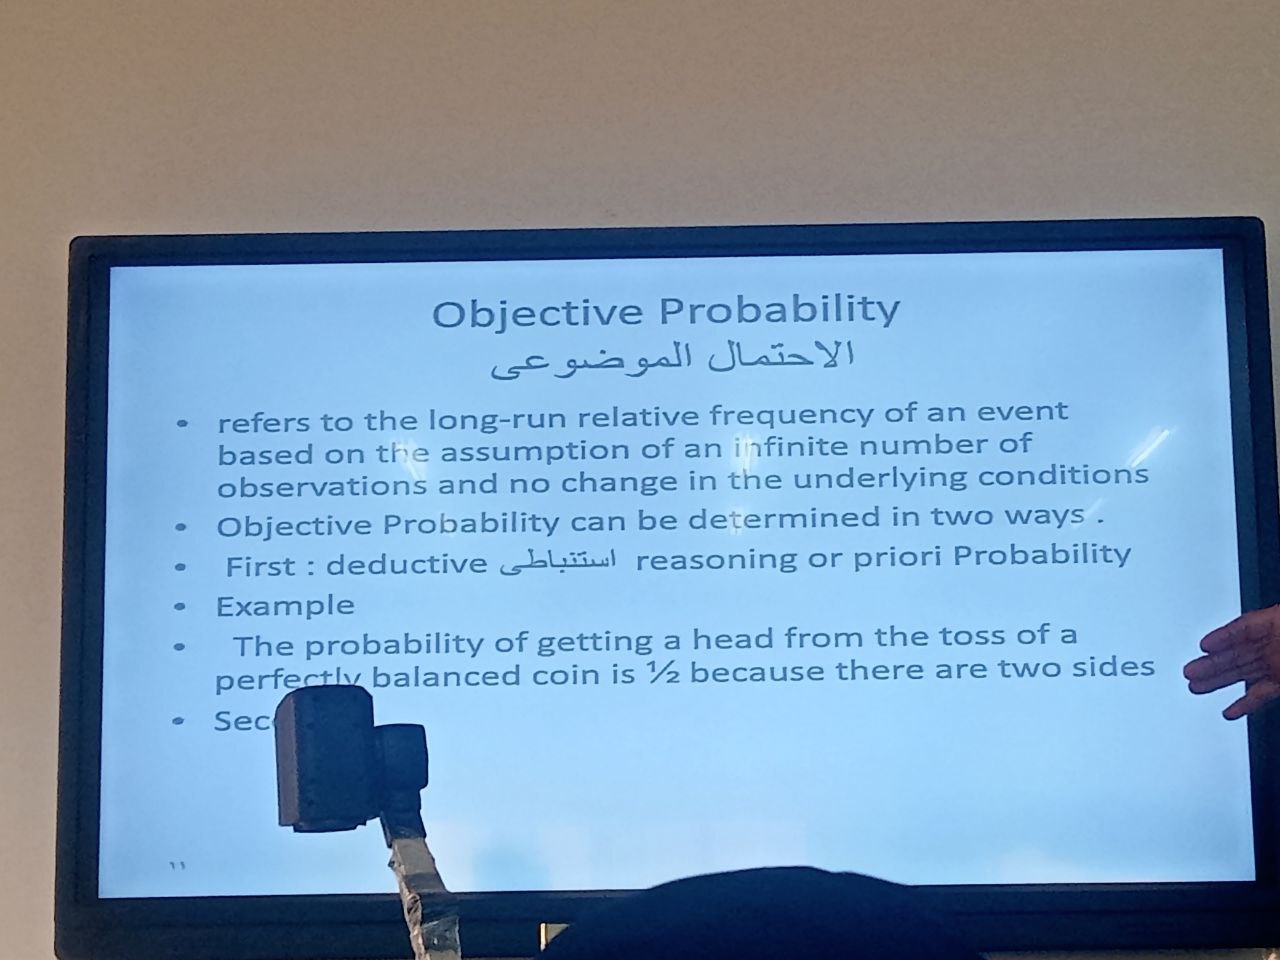 Objective Probability
الاحتمال الموضوعى
• refers to the long-run relative frequency of an event
based on the assumption of an infinite number of
observations and no change in the underlying conditions
• Objective Probability can be determined in two ways .
• First : deductive استنباطى reasoning or priori Probability
• Example
• The probability of getting a head from the toss of a
perfectly balanced coin is ½ because there are two sides
•
١١